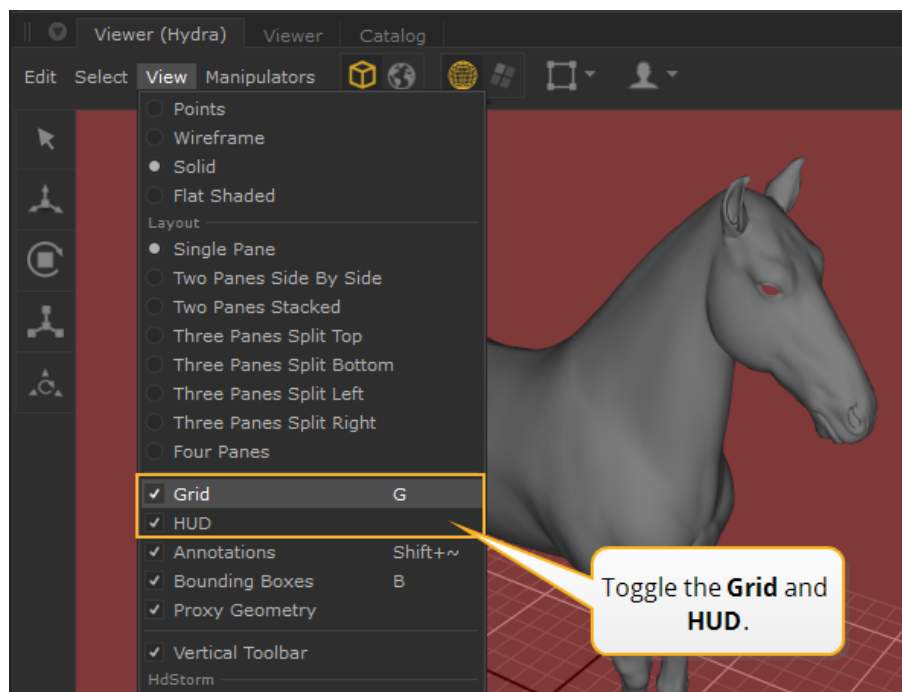 Viewer (Hydra) Viewer Catalog
Edit Select View Manipulators
Points
Wireframe
Solid
Flat Shaded
Layout
Single Pane
Two Panes Side By Side
Two Panes Stacked
Three Panes Split Top
Three Panes Split Bottom
Three Panes Split Left
Three Panes Split Right
Four Panes
Grid G
HUD
Annotations Shift+~
Bounding Boxes B
Proxy Geometry
Vertical Toolbar
HdStorm
Toggle the Grid and
HUD.